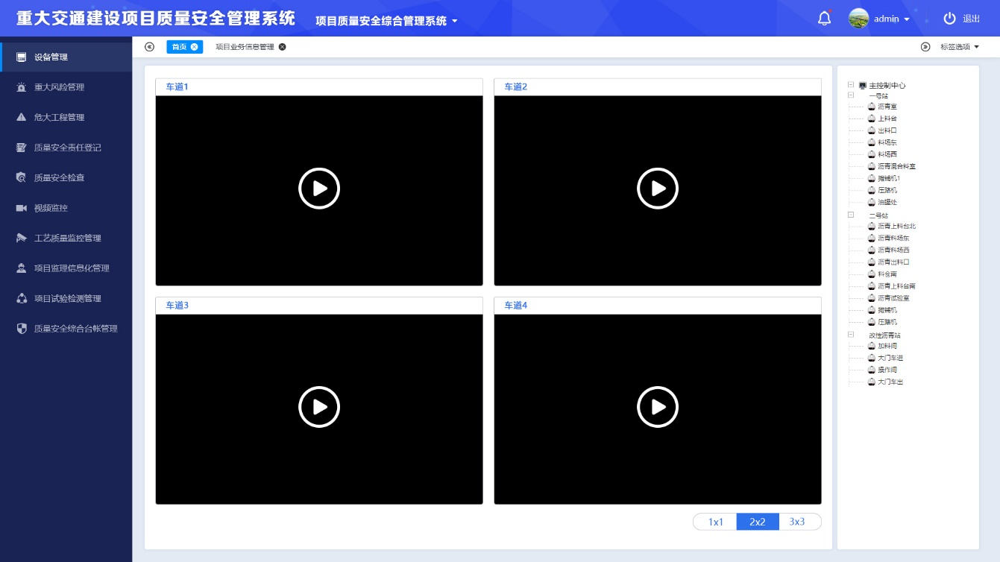 重大交通建设项目质量安全管理系统
项目质量安全综合管理系统
admin
退出
设备管理
重大风险管理
危大工程管理
质量安全责任登记
质量安全检查
视频监控
工艺质量监控管理
项目监理信息化管理
项目试验检测管理
质量安全综合台帐管理
首页
项目业务信息管理
标签选项
车道1
车道2
车道3
车道4
1x1
2x2
3x3
主控制中心
一号站
沥青室
上料台
出料口
料场东
料场西
沥青混合料室
摊铺机1
压路机
油罐处
二号站
沥青上料台北
沥青料场东
沥青料场西
沥青出料口
料仓南
沥青上料台南
沥青试验室
摊铺机
压路机
改性沥青站
加料间
大门车进
操作间
大门车出